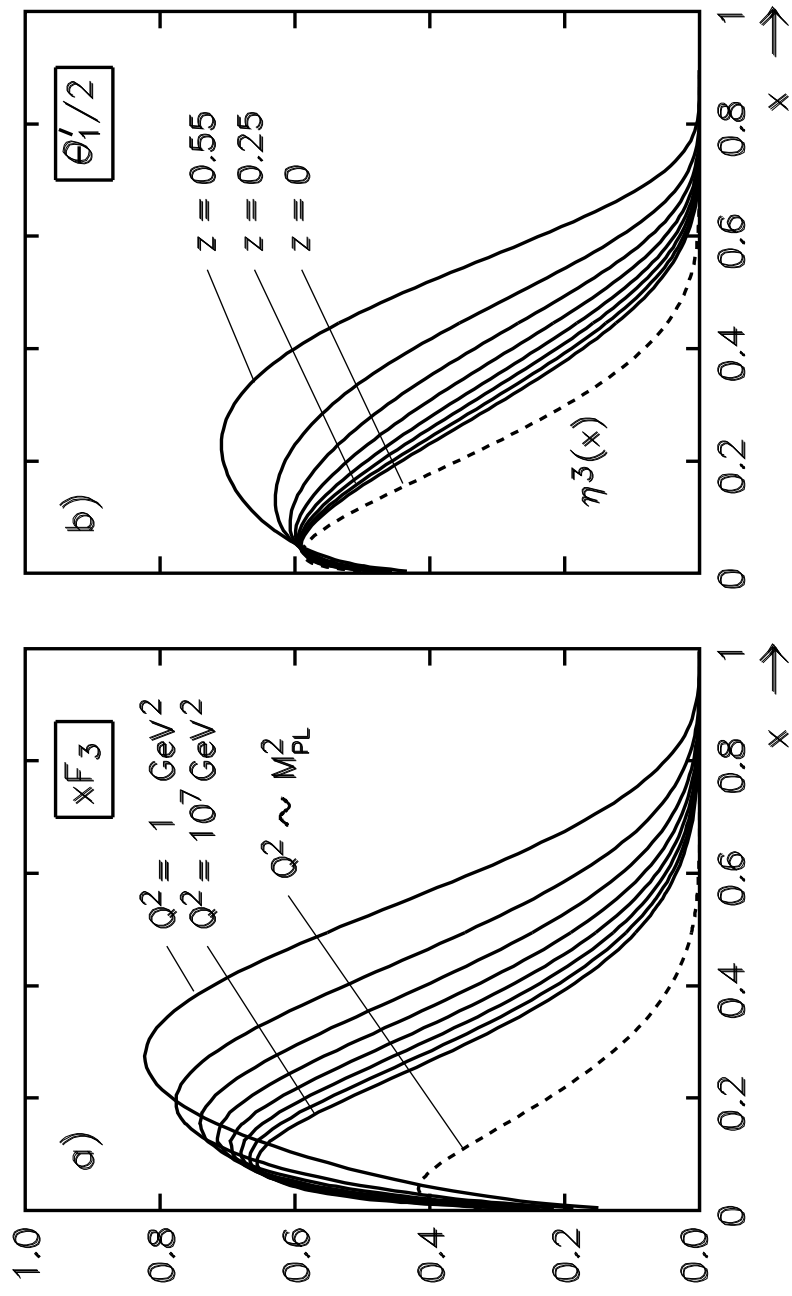 a)
xF₃
Q² = 1 GeV²
Q² = 10⁷ GeV²
Q² ~ M²PL
1.0
0.8
0.6
0.4
0.2
0.0
0 0.2 0.4 0.6 0.8 1
x →
b)
θ₁′/2
z = 0.55
z = 0.25
z = 0
η³(x)
0 0.2 0.4 0.6 0.8 1
x →